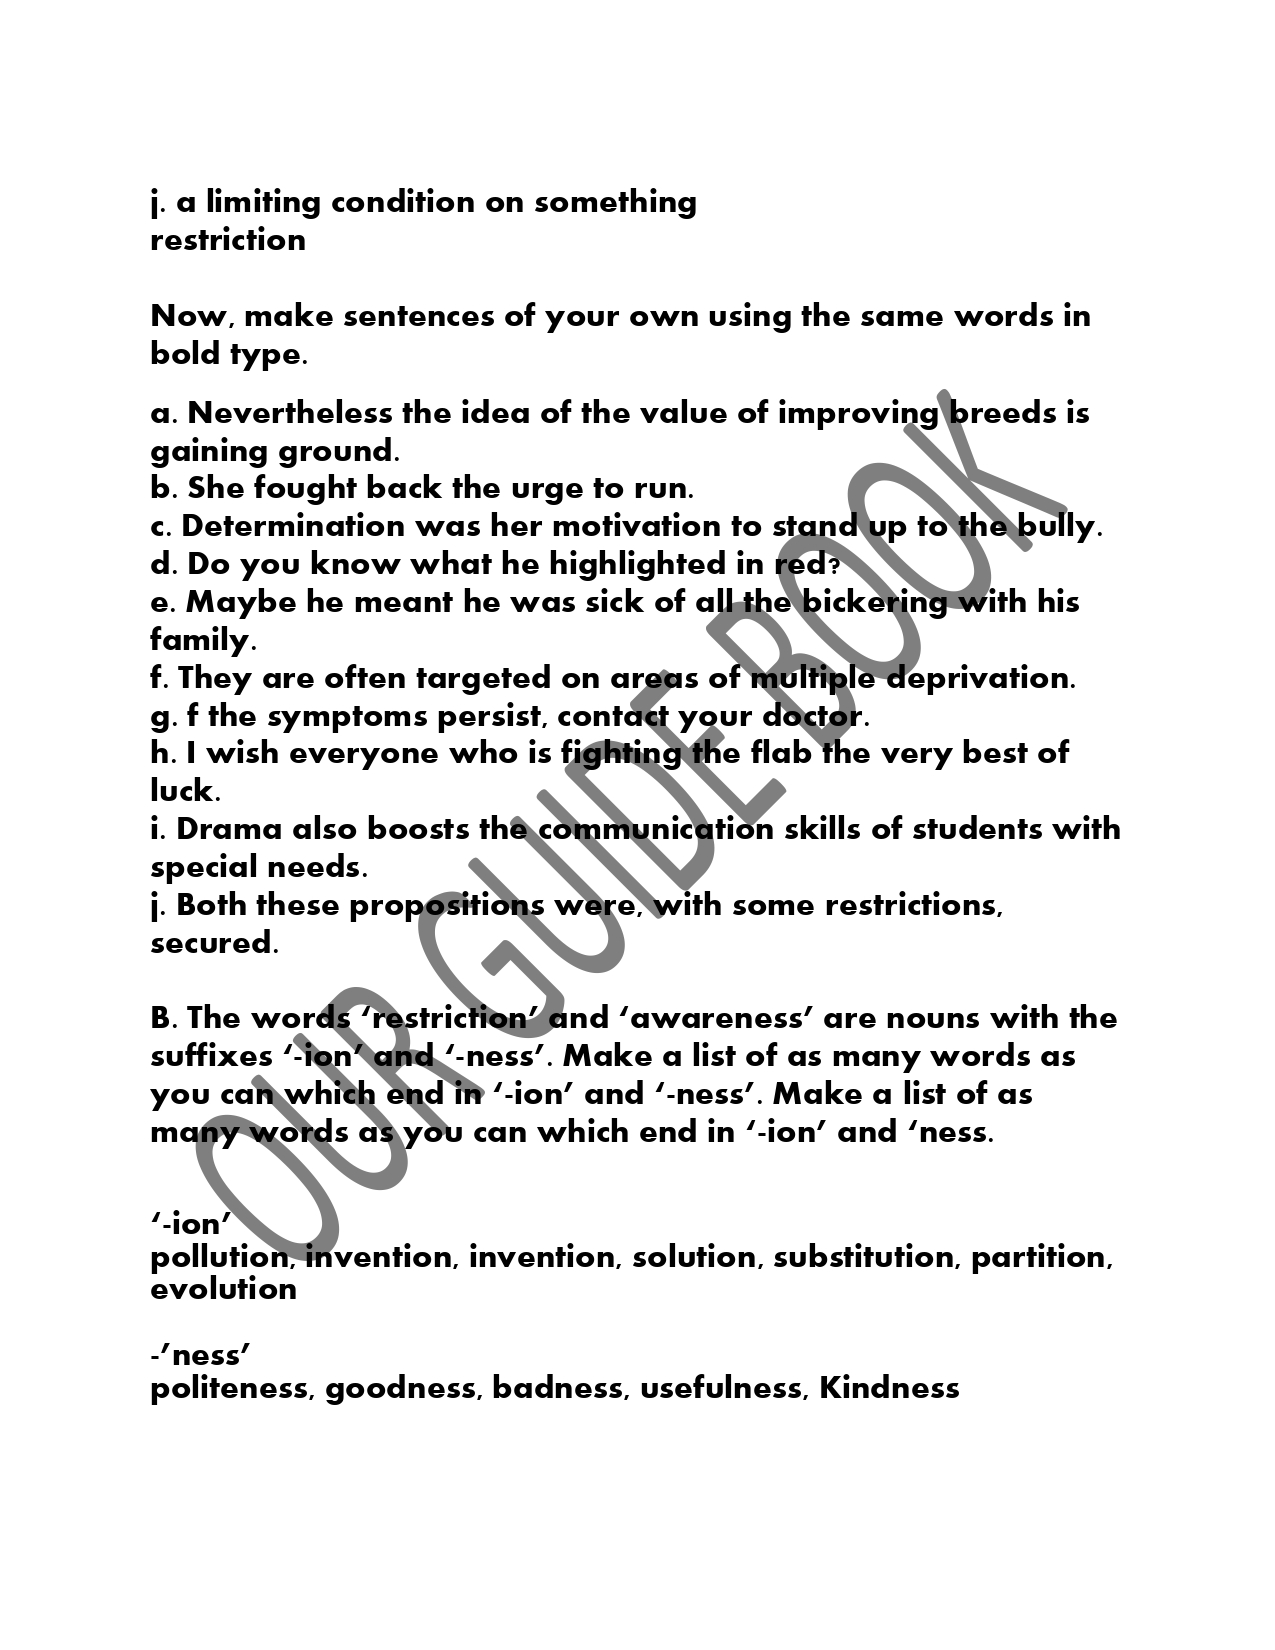 j. a limiting condition on something
restriction
Now, make sentences of your own using the same words in
bold type.
a. Nevertheless the idea of the value of improving breeds is
gaining ground.
b. She fought back the urge to run.
c. Determination was her motivation to stand up to the bully.
d. Do you know what he highlighted in red?
e. Maybe he meant he was sick of all the bickering with his
family.
f. They are often targeted on areas of multiple deprivation.
g. f the symptoms persist, contact your doctor.
h. I wish everyone who is fighting the flab the very best of
luck.
i. Drama also boosts the communication skills of students with
special needs.
j. Both these propositions were, with some restrictions,
secured.
B. The words ‘restriction’ and ‘awareness’ are nouns with the
suffixes ‘-ion’ and ‘-ness’. Make a list of as many words as
you can which end in ‘-ion’ and ‘-ness’. Make a list of as
many words as you can which end in ‘-ion’ and ‘ness.
‘-ion’
pollution, invention, invention, solution, substitution, partition,
evolution
-’ness’
politeness, goodness, badness, usefulness, Kindness
OUR GUIDE BOOK